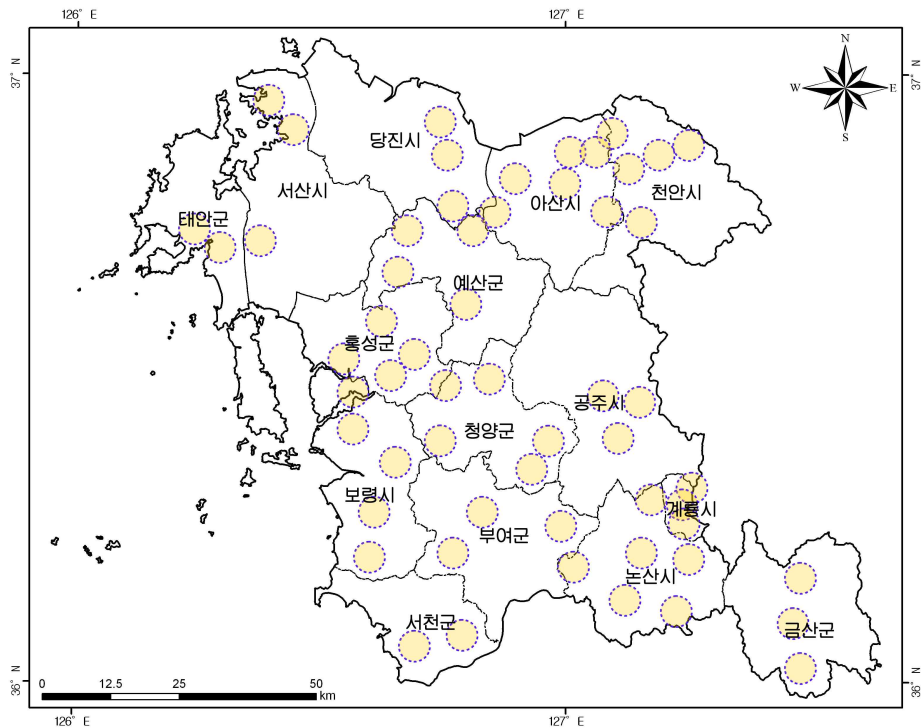 126° E
127° E
37° N
37° N
N
W
E
S
당진시
서산시
태안군
아산시
천안시
예산군
홍성군
공주시
청양군
보령시
계룡시
부여군
논산시
서천군
금산군
36° N
36° N
0
12.5
25
50
km
126° E
127° E